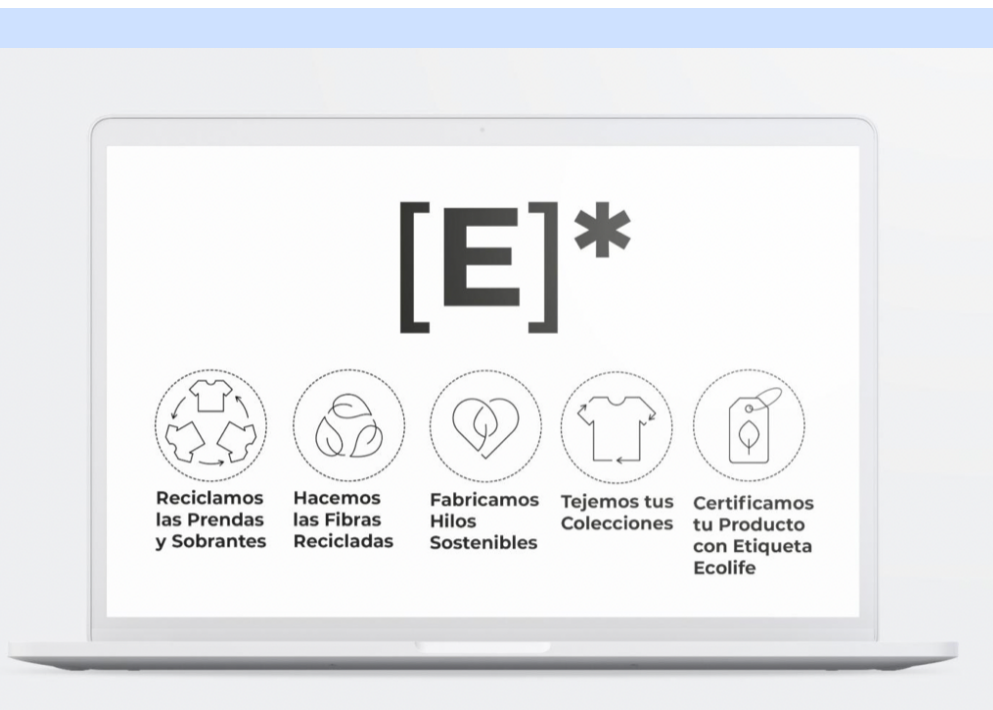 [E]*
Reciclamos
las Prendas
y Sobrantes
Hacemos
las Fibras
Recicladas
Fabricamos
Hilos
Sostenibles
Tejemos tus
Colecciones
Certificamos
tu Producto
con Etiqueta
Ecolife